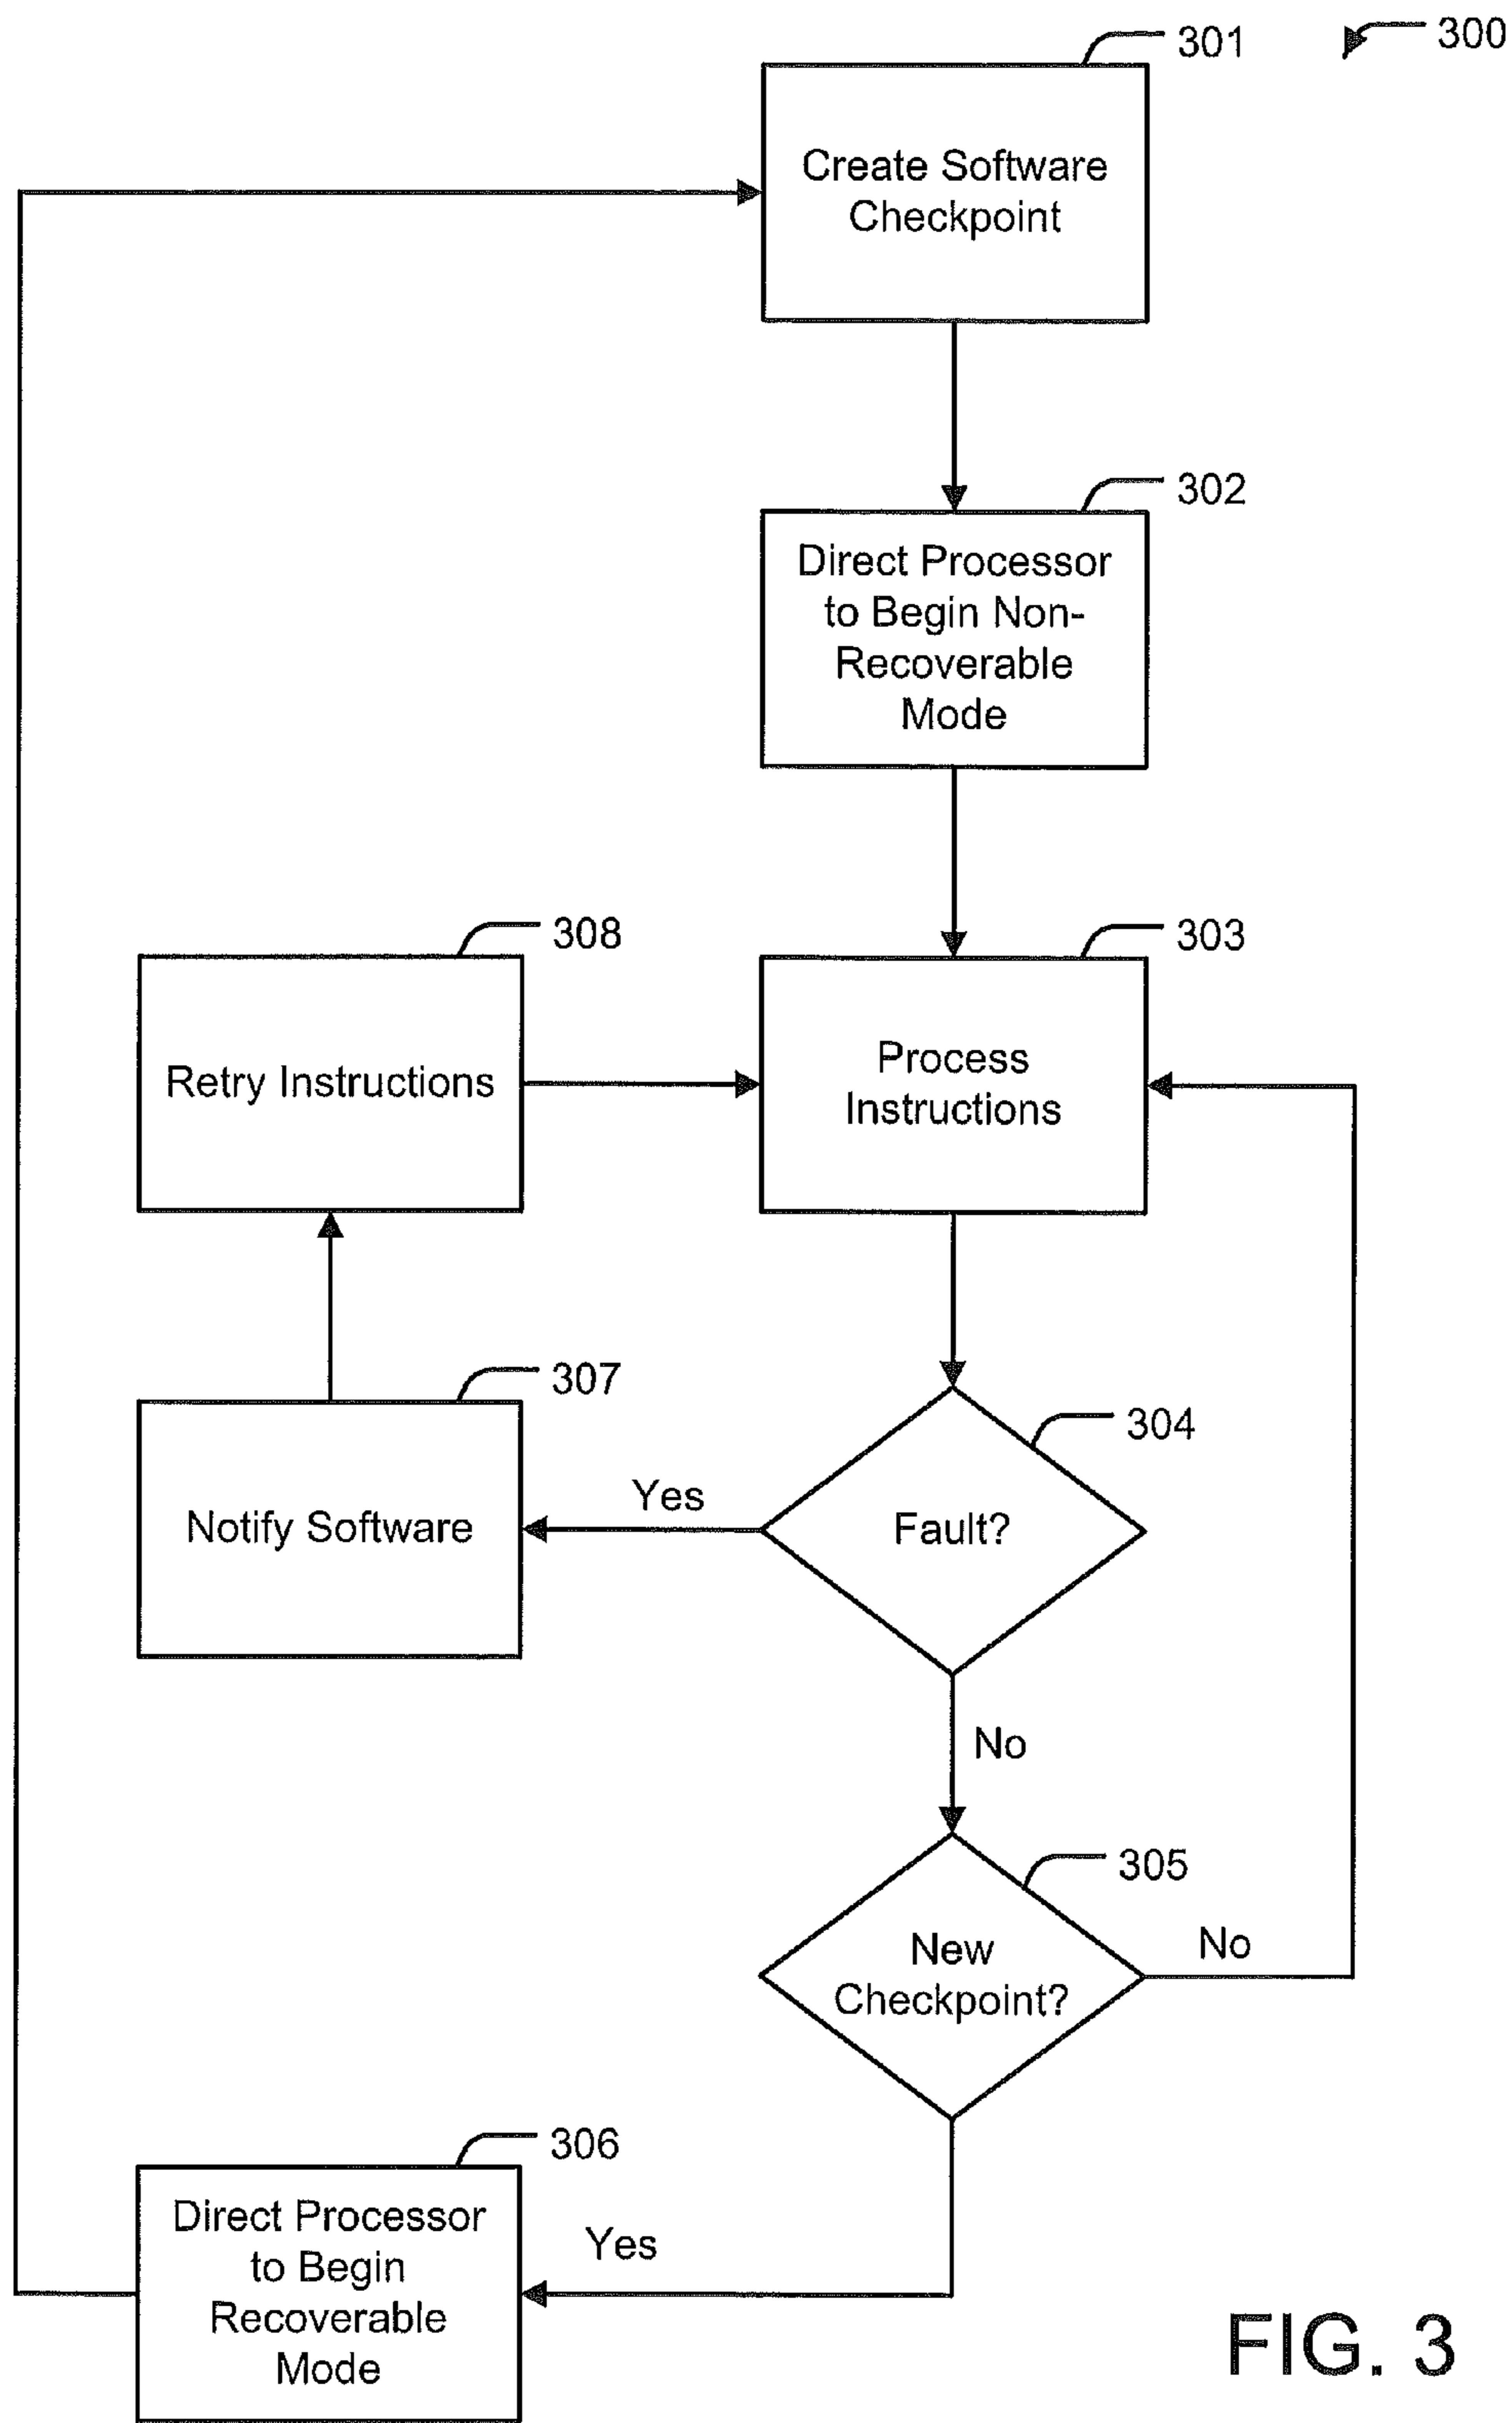 300
301
Create Software
Checkpoint
302
Direct Processor
to Begin Non-
Recoverable
Mode
308
Retry Instructions
303
Process
Instructions
307
Notify Software
Yes
304
Fault?
No
305
New
Checkpoint?
No
306
Direct Processor
to Begin
Recoverable
Mode
Yes
FIG. 3